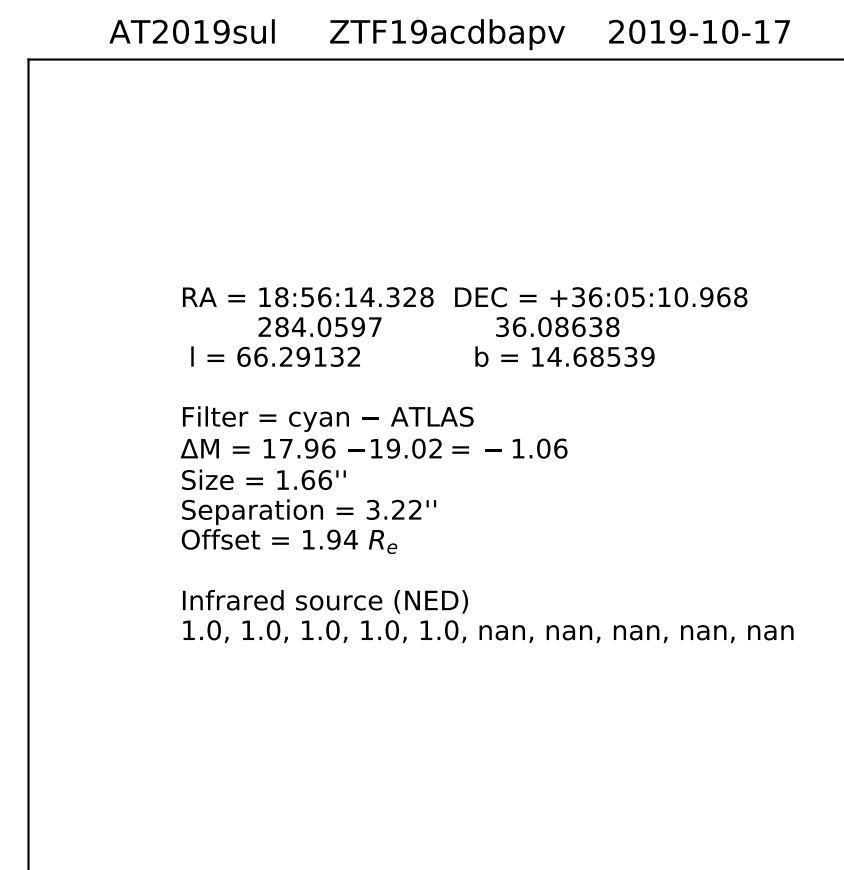 AT2019sul ZTF19acdbapv 2019-10-17
RA = 18:56:14.328 DEC = +36:05:10.968
284.0597 36.08638
l = 66.29132 b = 14.68539
Filter = cyan − ATLAS
ΔM = 17.96 −19.02 = − 1.06
Size = 1.66''
Separation = 3.22''
Offset = 1.94 Rₑ
Infrared source (NED)
1.0, 1.0, 1.0, 1.0, 1.0, nan, nan, nan, nan, nan